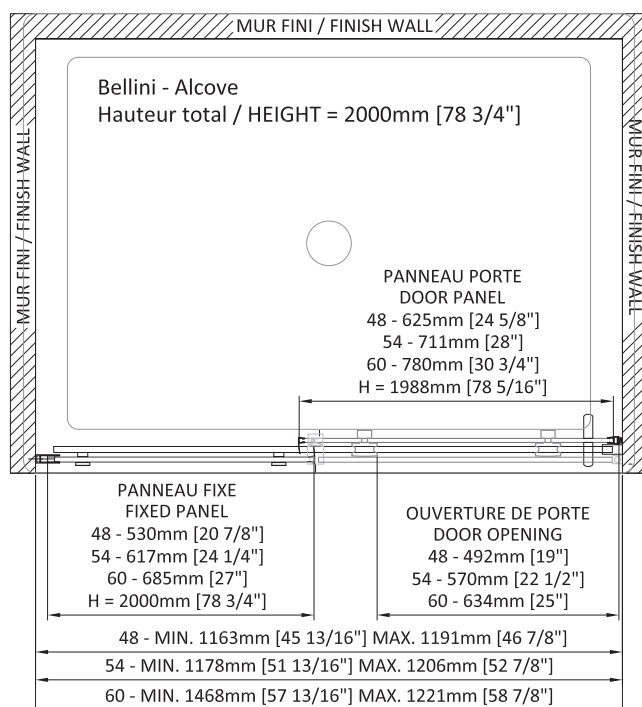 MUR FINI / FINISH WALL
Bellini - Alcove
Hauteur total / HEIGHT = 2000mm [78 3/4"]
MUR FINI / FINISH WALL
MUR FINI / FINISH WALL
PANNEAU PORTE
DOOR PANEL
48 - 625mm [24 5/8"]
54 - 711mm [28"]
60 - 780mm [30 3/4"]
H = 1988mm [78 5/16"]
PANNEAU FIXE
FIXED PANEL
48 - 530mm [20 7/8"]
54 - 617mm [24 1/4"]
60 - 685mm [27"]
H = 2000mm [78 3/4"]
OUVERTURE DE PORTE
DOOR OPENING
48 - 492mm [19"]
54 - 570mm [22 1/2"]
60 - 634mm [25"]
48 - MIN. 1163mm [45 13/16"] MAX. 1191mm [46 7/8"]
54 - MIN. 1178mm [51 13/16"] MAX. 1206mm [52 7/8"]
60 - MIN. 1468mm [57 13/16"] MAX. 1221mm [58 7/8"]